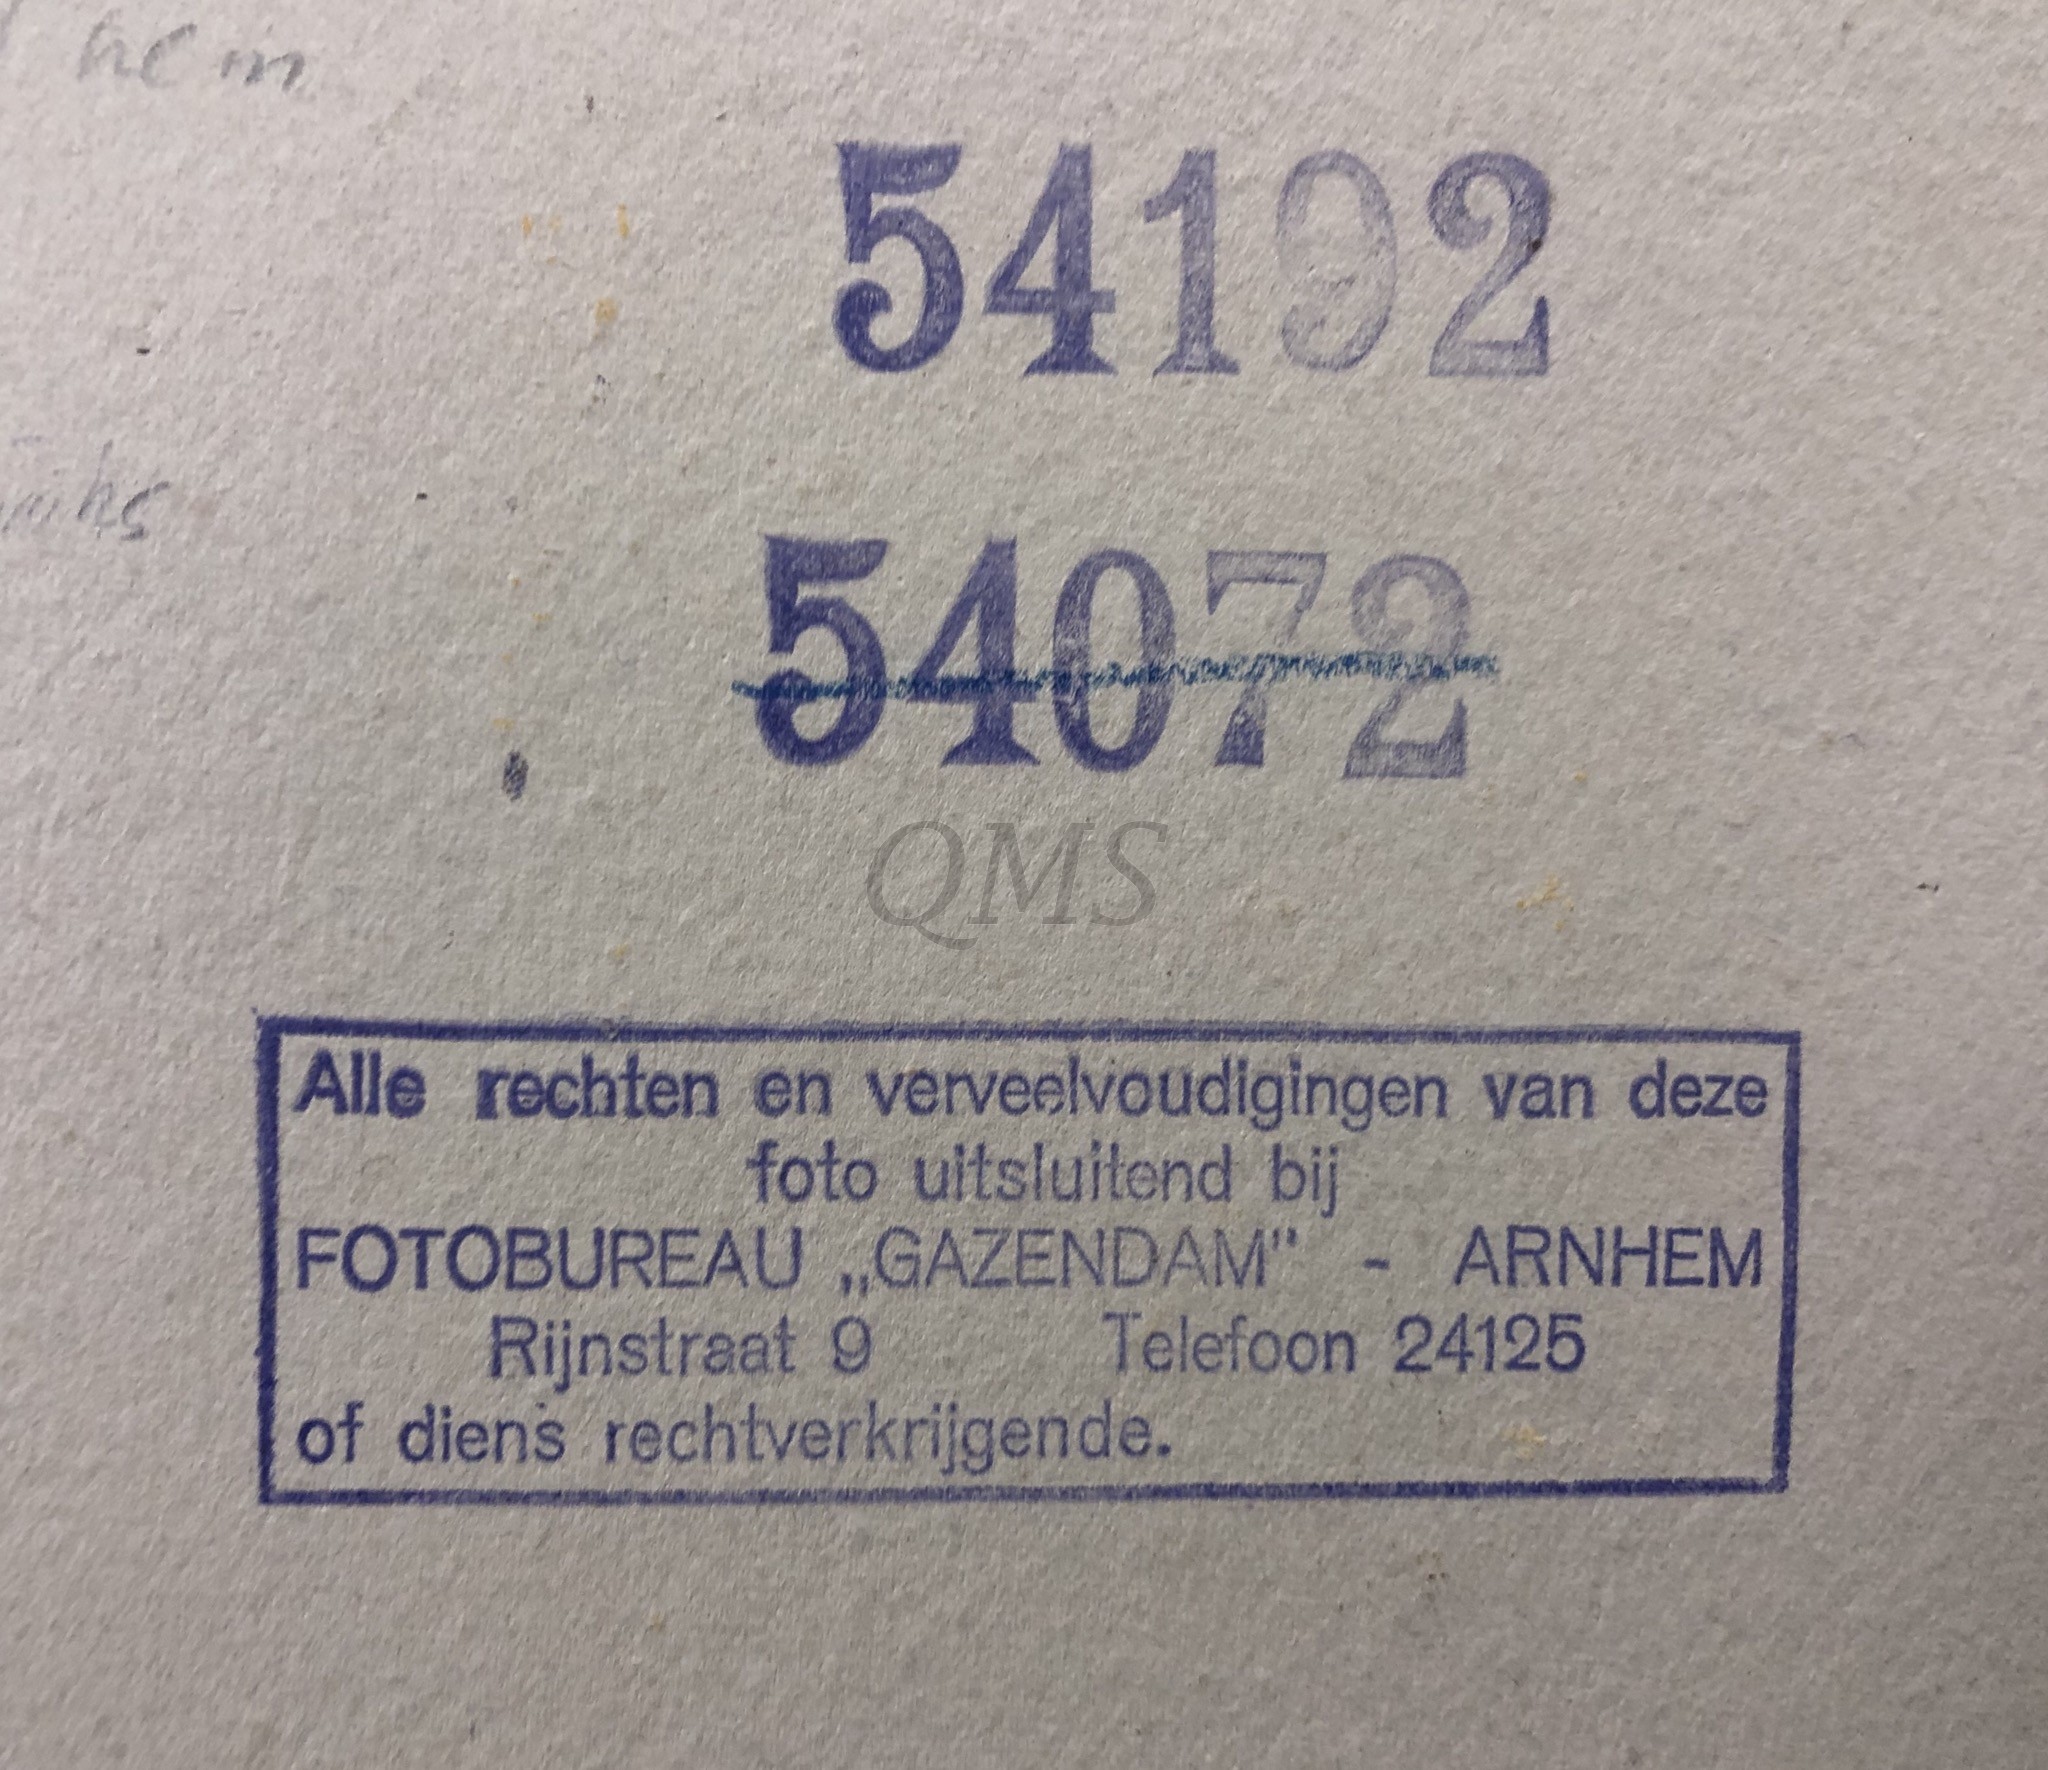 hem
54192
54072
QMS
Alle rechten en verveelvoudigingen van deze
foto uitsluitend bij
FOTOBUREAU „GAZENDAM" - ARNHEM
Rijnstraat 9 Telefoon 24125
of diens rechtverkrijgende.